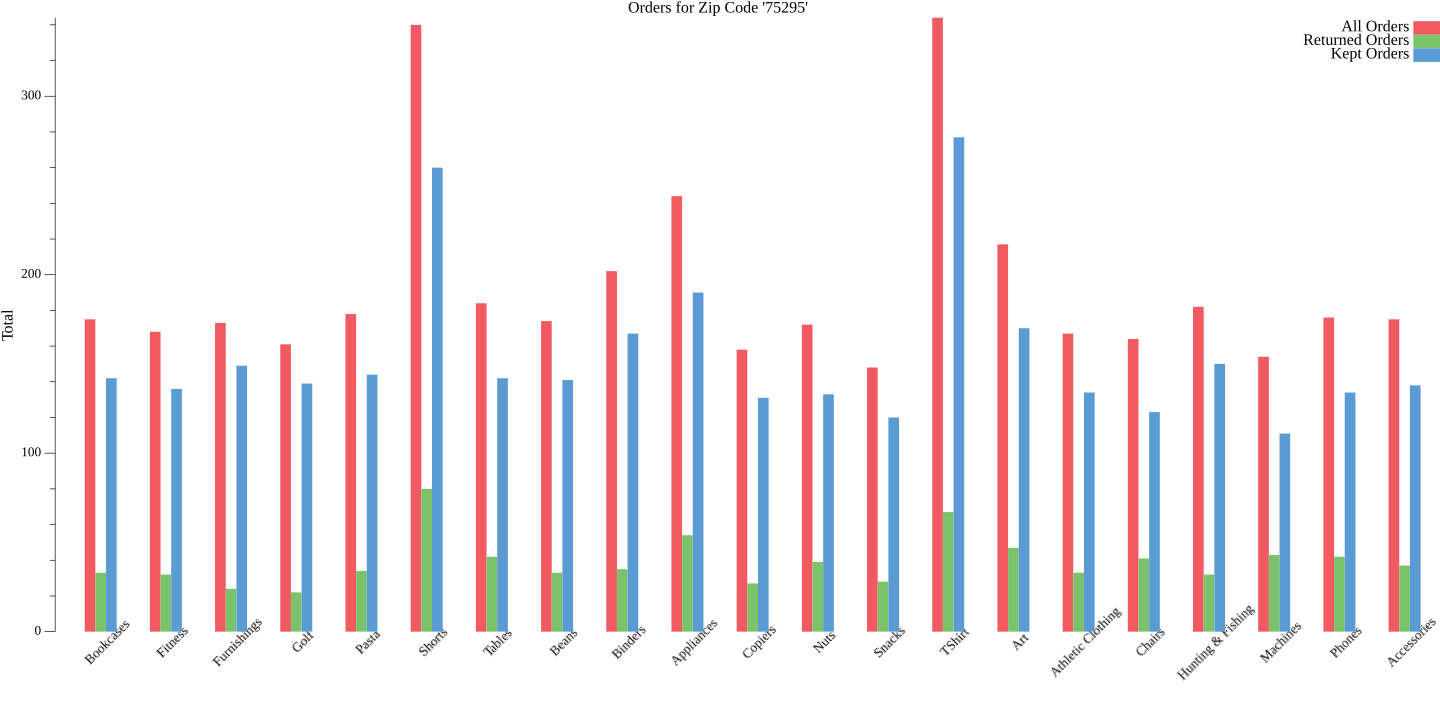 Orders for Zip Code '75295'
All Orders
Returned Orders
Kept Orders
Total
300
200
100
0
Bookcases
Fitness
Furnishings
Golf
Pasta
Shorts
Tables
Beans
Binders
Appliances
Copiers
Nuts
Snacks
TShirt
Art
Athletic Clothing
Chairs
Hunting & Fishing
Machines
Phones
Accessories